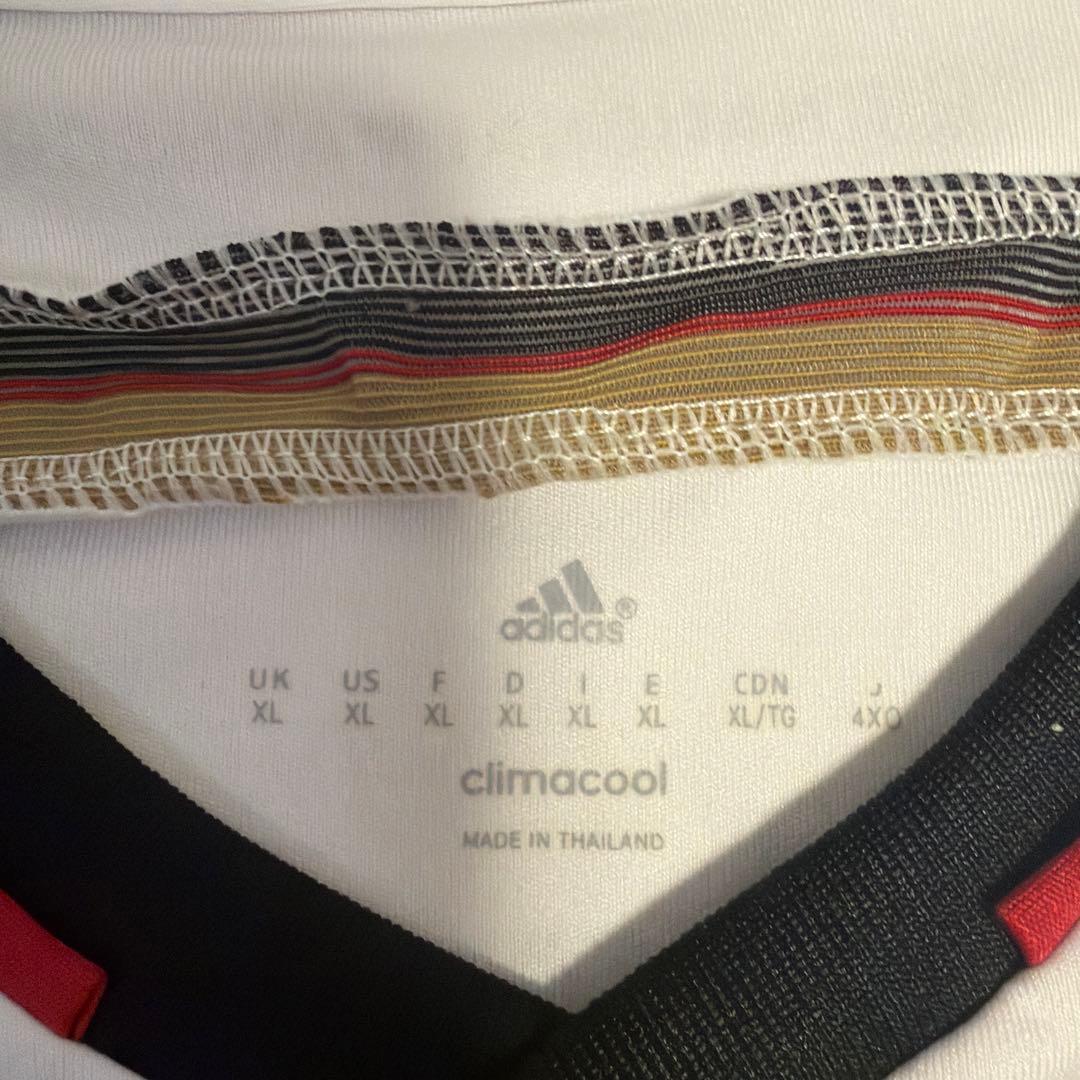 adidas®
UK US F D I E CDN J
XL XL XL XL XL XL XL/TG 4XO
climacool
MADE IN THAILAND